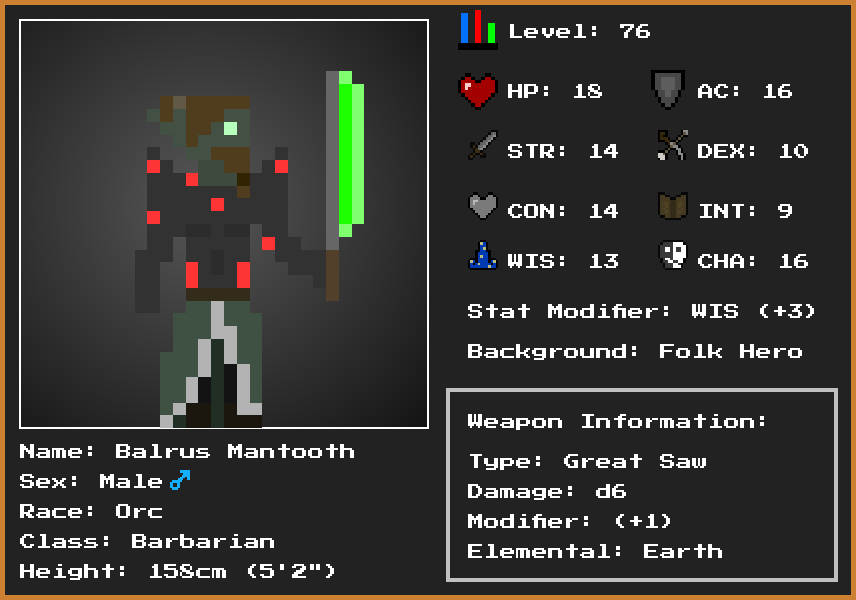 Level: 76
HP: 18
AC: 16
STR: 14
DEX: 10
CON: 14
INT: 9
WIS: 13
CHA: 16
Stat Modifier: WIS (+3)
Background: Folk Hero
Name: Balrus Mantooth
Sex: Male♂
Race: Orc
Class: Barbarian
Height: 158cm (5'2")
Weapon Information:
Type: Great Saw
Damage: d6
Modifier: (+1)
Elemental: Earth